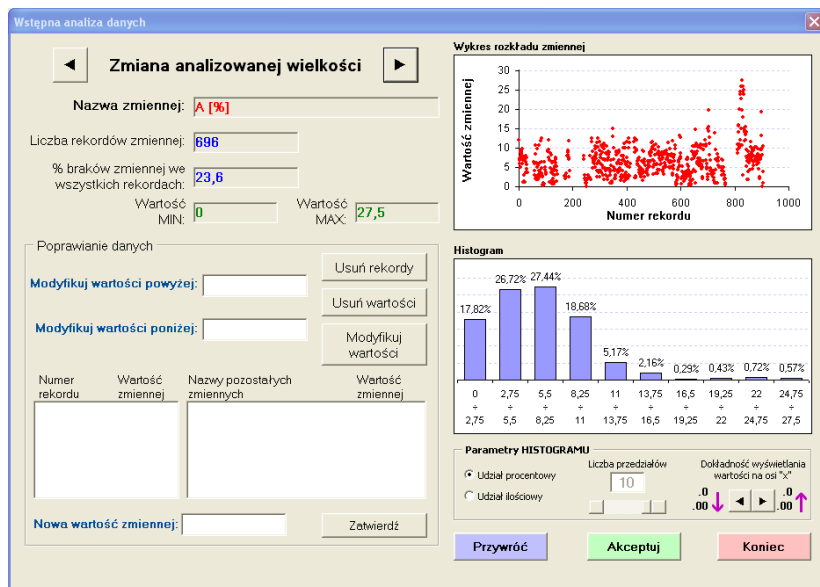 Wstępna analiza danych
Zmiana analizowanej wielkości
Nazwa zmiennej: A [%]
Liczba rekordów zmiennej: 696
% braków zmiennej we
wszystkich rekordach: 23,6
Wartość
MIN: 0
Wartość
MAX: 27,5
Poprawianie danych
Modyfikuj wartości powyżej:
Modyfikuj wartości poniżej:
Usuń rekordy
Usuń wartości
Modyfikuj
wartości
Numer
rekordu
Wartość
zmiennej
Nazwy pozostałych
zmiennych
Wartość
zmiennej
Nowa wartość zmiennej:
Zatwierdź
Wykres rozkładu zmiennej
Wartość zmiennej
30
25
20
15
10
5
0
0 200 400 600 800 1000
Numer rekordu
Histogram
17,82% 26,72% 27,44% 18,68% 5,17% 2,16% 0,29% 0,43% 0,72% 0,57%
0 2,75 5,5 8,25 11 13,75 16,5 19,25 22 24,75
÷ ÷ ÷ ÷ ÷ ÷ ÷ ÷ ÷ ÷
2,75 5,5 8,25 11 13,75 16,5 19,25 22 24,75 27,5
Parametry HISTOGRAMU
Udział procentowy
Udział ilościowy
Liczba przedziałów
10
Dokładność wyświetlania
wartości na osi "x"
.0 .0
.00 .00
Przywróć
Akceptuj
Koniec